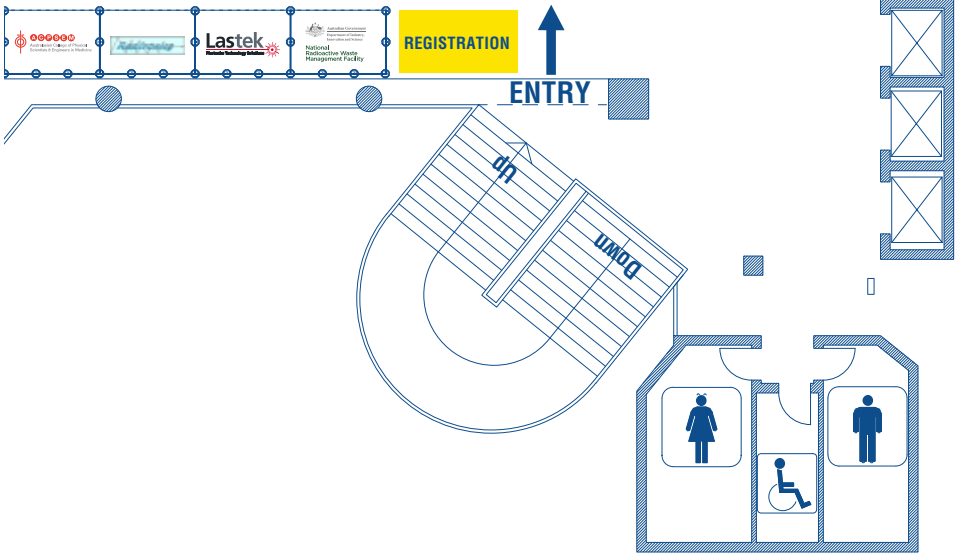 ACPSEM
Australasian College of Physical
Scientists & Engineers in Medicine
Lastek
Photonics Technology Solutions
Australian Government
Department of Industry
Innovation and Science
National
Radioactive Waste
Management Facility
REGISTRATION
ENTRY
Up
Down